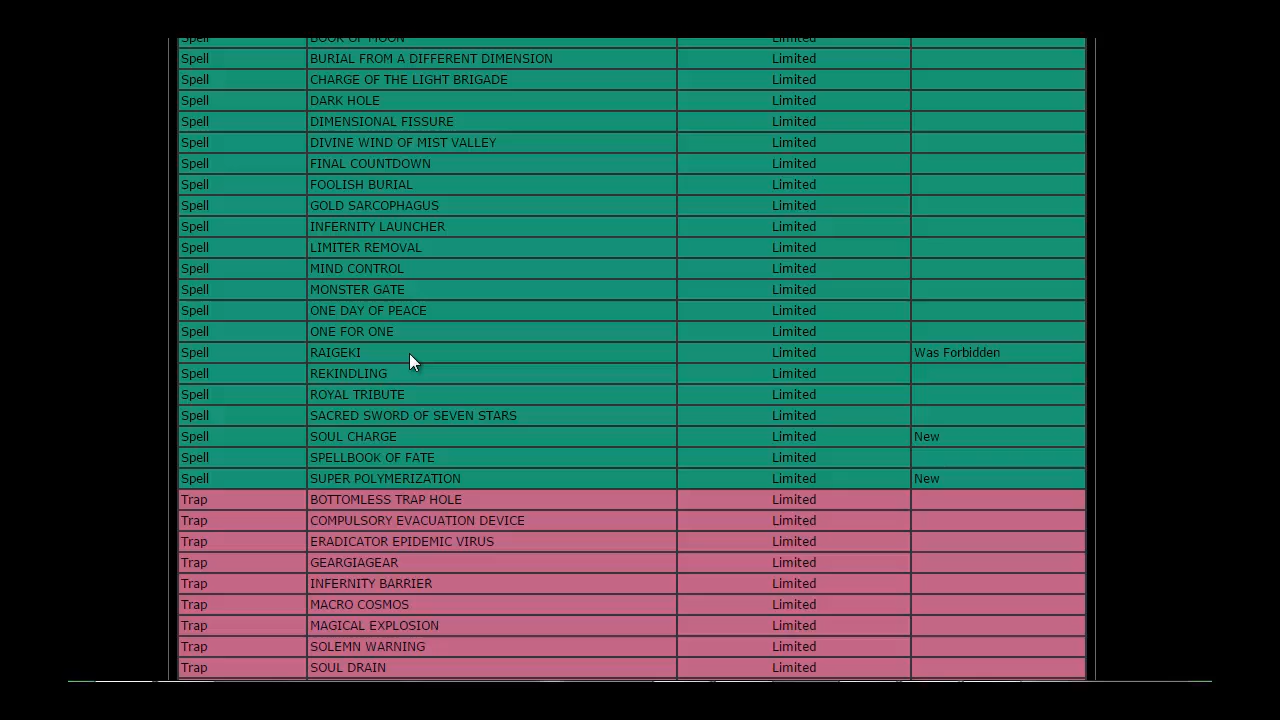 Spell BOOK OF MOON Limited
Spell BURIAL FROM A DIFFERENT DIMENSION Limited
Spell CHARGE OF THE LIGHT BRIGADE Limited
Spell DARK HOLE Limited
Spell DIMENSIONAL FISSURE Limited
Spell DIVINE WIND OF MIST VALLEY Limited
Spell FINAL COUNTDOWN Limited
Spell FOOLISH BURIAL Limited
Spell GOLD SARCOPHAGUS Limited
Spell INFERNITY LAUNCHER Limited
Spell LIMITER REMOVAL Limited
Spell MIND CONTROL Limited
Spell MONSTER GATE Limited
Spell ONE DAY OF PEACE Limited
Spell ONE FOR ONE Limited
Spell RAIGEKI Limited Was Forbidden
Spell REKINDLING Limited
Spell ROYAL TRIBUTE Limited
Spell SACRED SWORD OF SEVEN STARS Limited
Spell SOUL CHARGE Limited New
Spell SPELLBOOK OF FATE Limited
Spell SUPER POLYMERIZATION Limited New
Trap BOTTOMLESS TRAP HOLE Limited
Trap COMPULSORY EVACUATION DEVICE Limited
Trap ERADICATOR EPIDEMIC VIRUS Limited
Trap GEARGIAGEAR Limited
Trap INFERNITY BARRIER Limited
Trap MACRO COSMOS Limited
Trap MAGICAL EXPLOSION Limited
Trap SOLEMN WARNING Limited
Trap SOUL DRAIN Limited